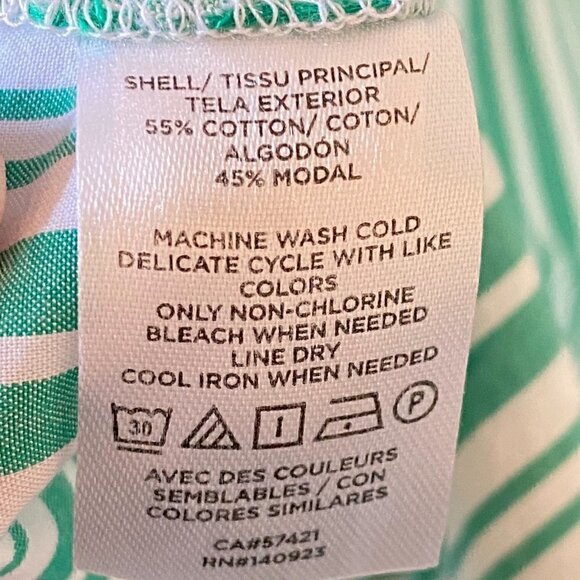 SHELL/ TISSU PRINCIPAL/
TELA EXTERIOR
55% COTTON/ COTON/
ALGODÓN
45% MODAL
MACHINE WASH COLD
DELICATE CYCLE WITH LIKE
COLORS
ONLY NON-CHLORINE
BLEACH WHEN NEEDED
LINE DRY
COOL IRON WHEN NEEDED
30 P
AVEC DES COULEURS
SEMBLABLES / CON
COLORES SIMILARES
CA#57421
HN#140923